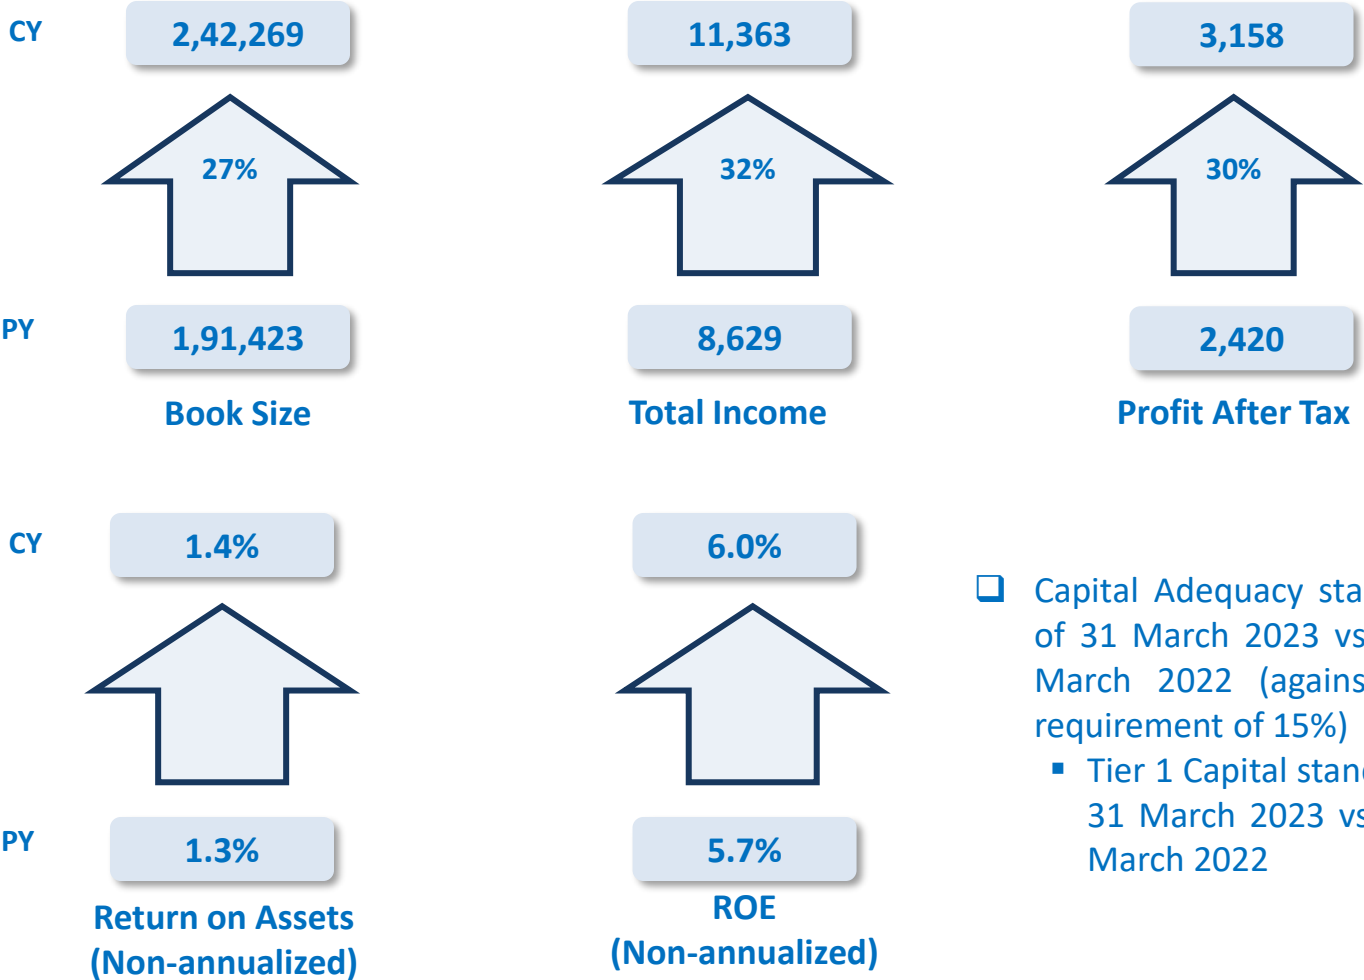 CY 2,42,269 11,363 3,158
27% 32% 30%
PY 1,91,423 8,629 2,420
Book Size Total Income Profit After Tax
CY 1.4% 6.0%
PY 1.3% 5.7%
Return on Assets
(Non-annualized)
ROE
(Non-annualized)
❑ Capital Adequacy
of 31 March 2023
March 2022
requirement of 15%)
▪ Tier 1 Capital
31 March 2023
March 2022